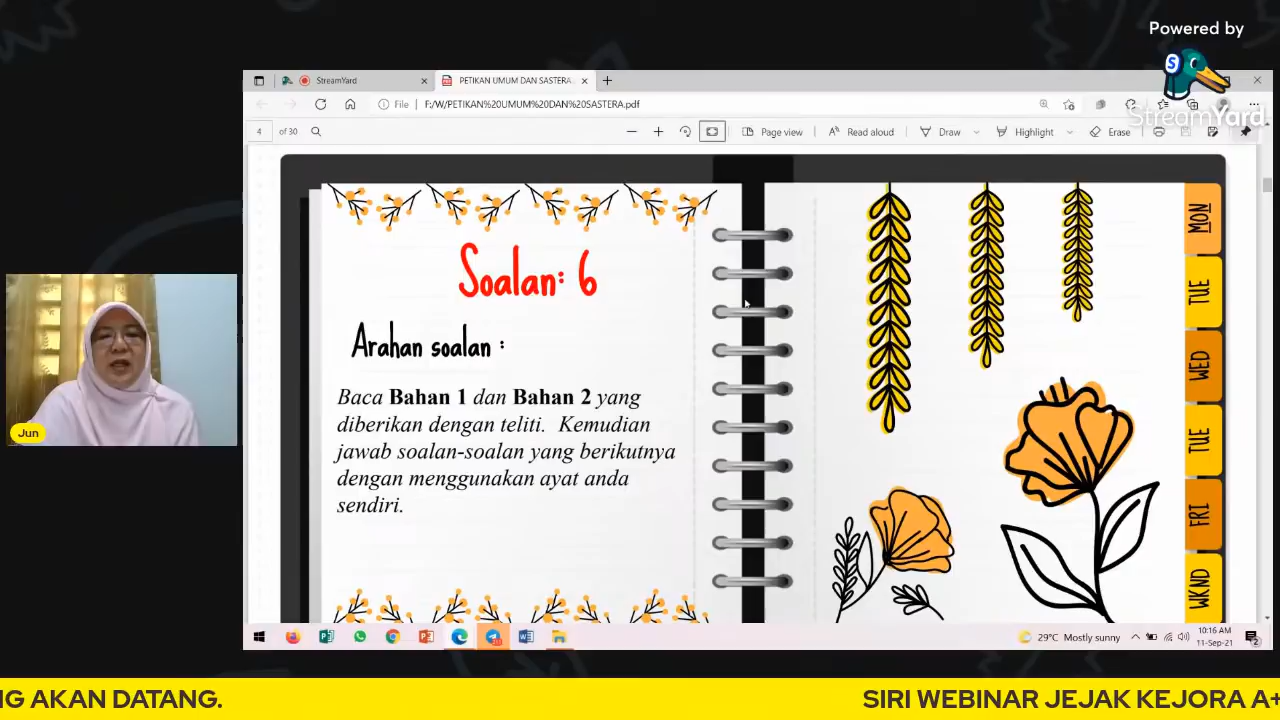 Powered by
StreamYard
StreamYard
PETIKAN UMUM DAN SASTERA.
File
F:/W/PETIKAN%20UMUM%20DAN%20SASTERA.pdf
4 of 30
Page view
Read aloud
Draw
Highlight
Erase
Soalan: 6
Arahan soalan :
Baca Bahan 1 dan Bahan 2 yang
diberikan dengan teliti. Kemudian
jawab soalan-soalan yang berikutnya
dengan menggunakan ayat anda
sendiri.
MON
TUE
WED
TUE
FRI
WKND
Jun
29°C Mostly sunny
10:16 AM
11-Sep-21
NG AKAN DATANG.
SIRI WEBINAR JEJAK KEJORA A+